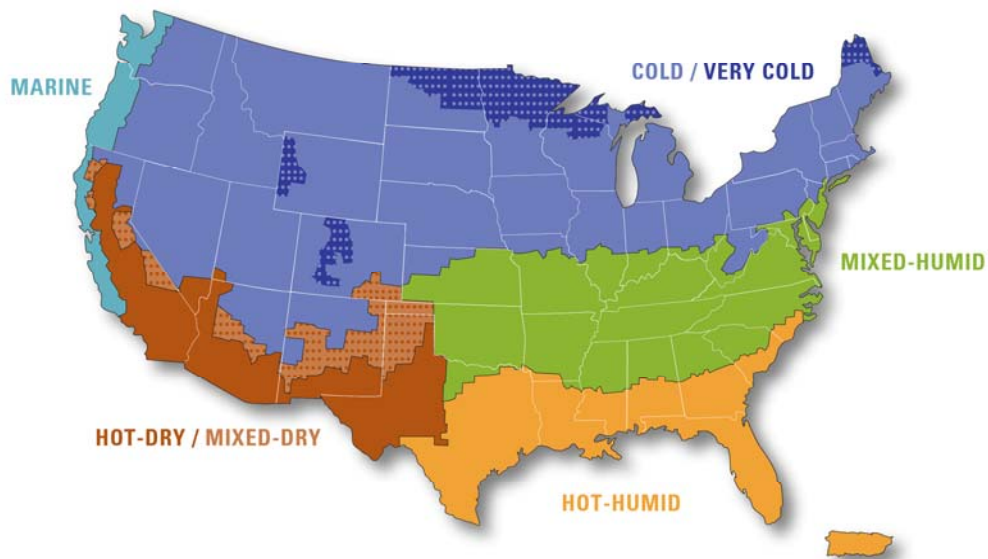 MARINE
COLD / VERY COLD
MIXED-HUMID
HOT-DRY / MIXED-DRY
HOT-HUMID